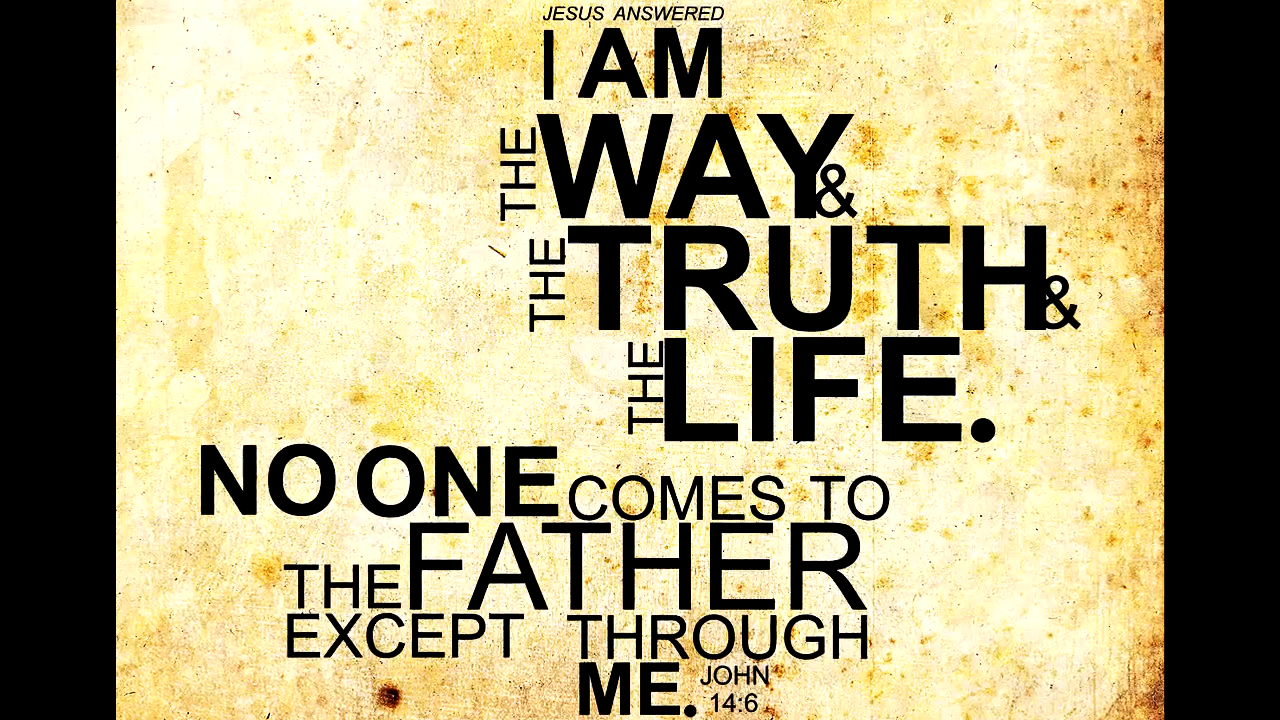 JESUS ANSWERED
I AM
THE WAY &
THE TRUTH &
THE LIFE.
NO ONE COMES TO
THE FATHER
EXCEPT THROUGH
ME. JOHN
14:6